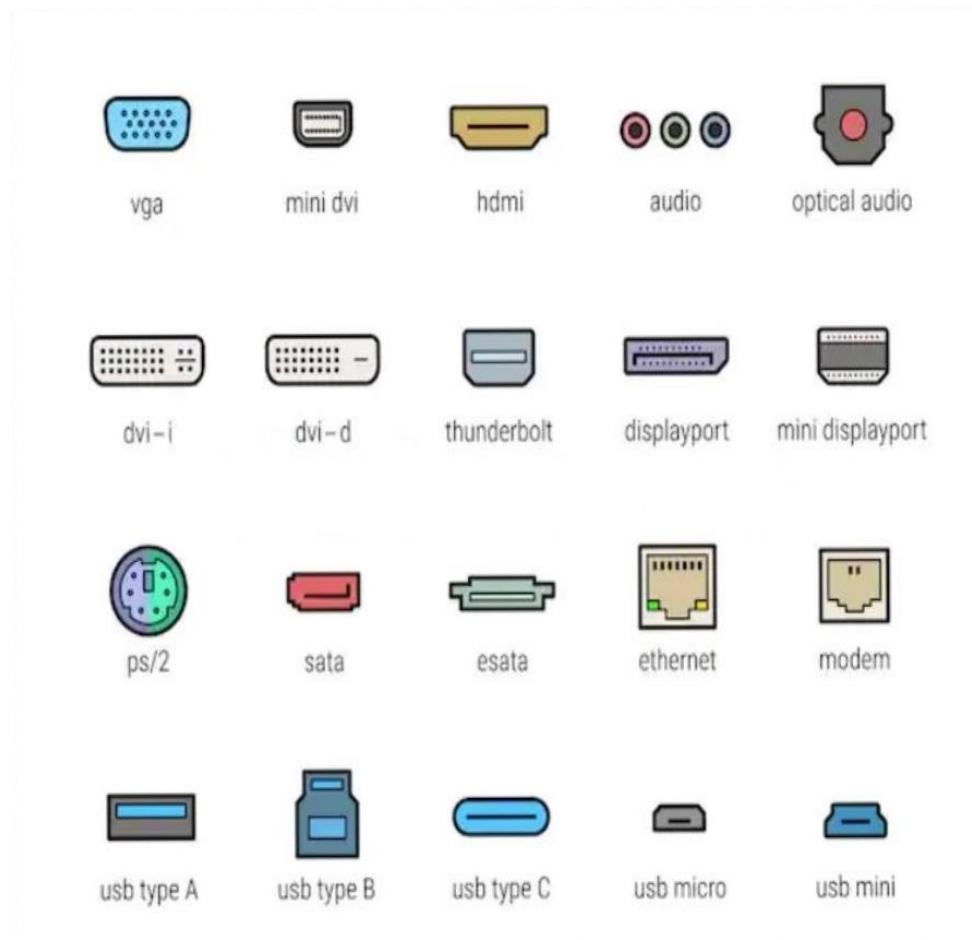 vga
mini dvi
hdmi
audio
optical audio
dvi-i
dvi-d
thunderbolt
displayport
mini displayport
ps/2
sata
esata
ethernet
modem
usb type A
usb type B
usb type C
usb micro
usb mini